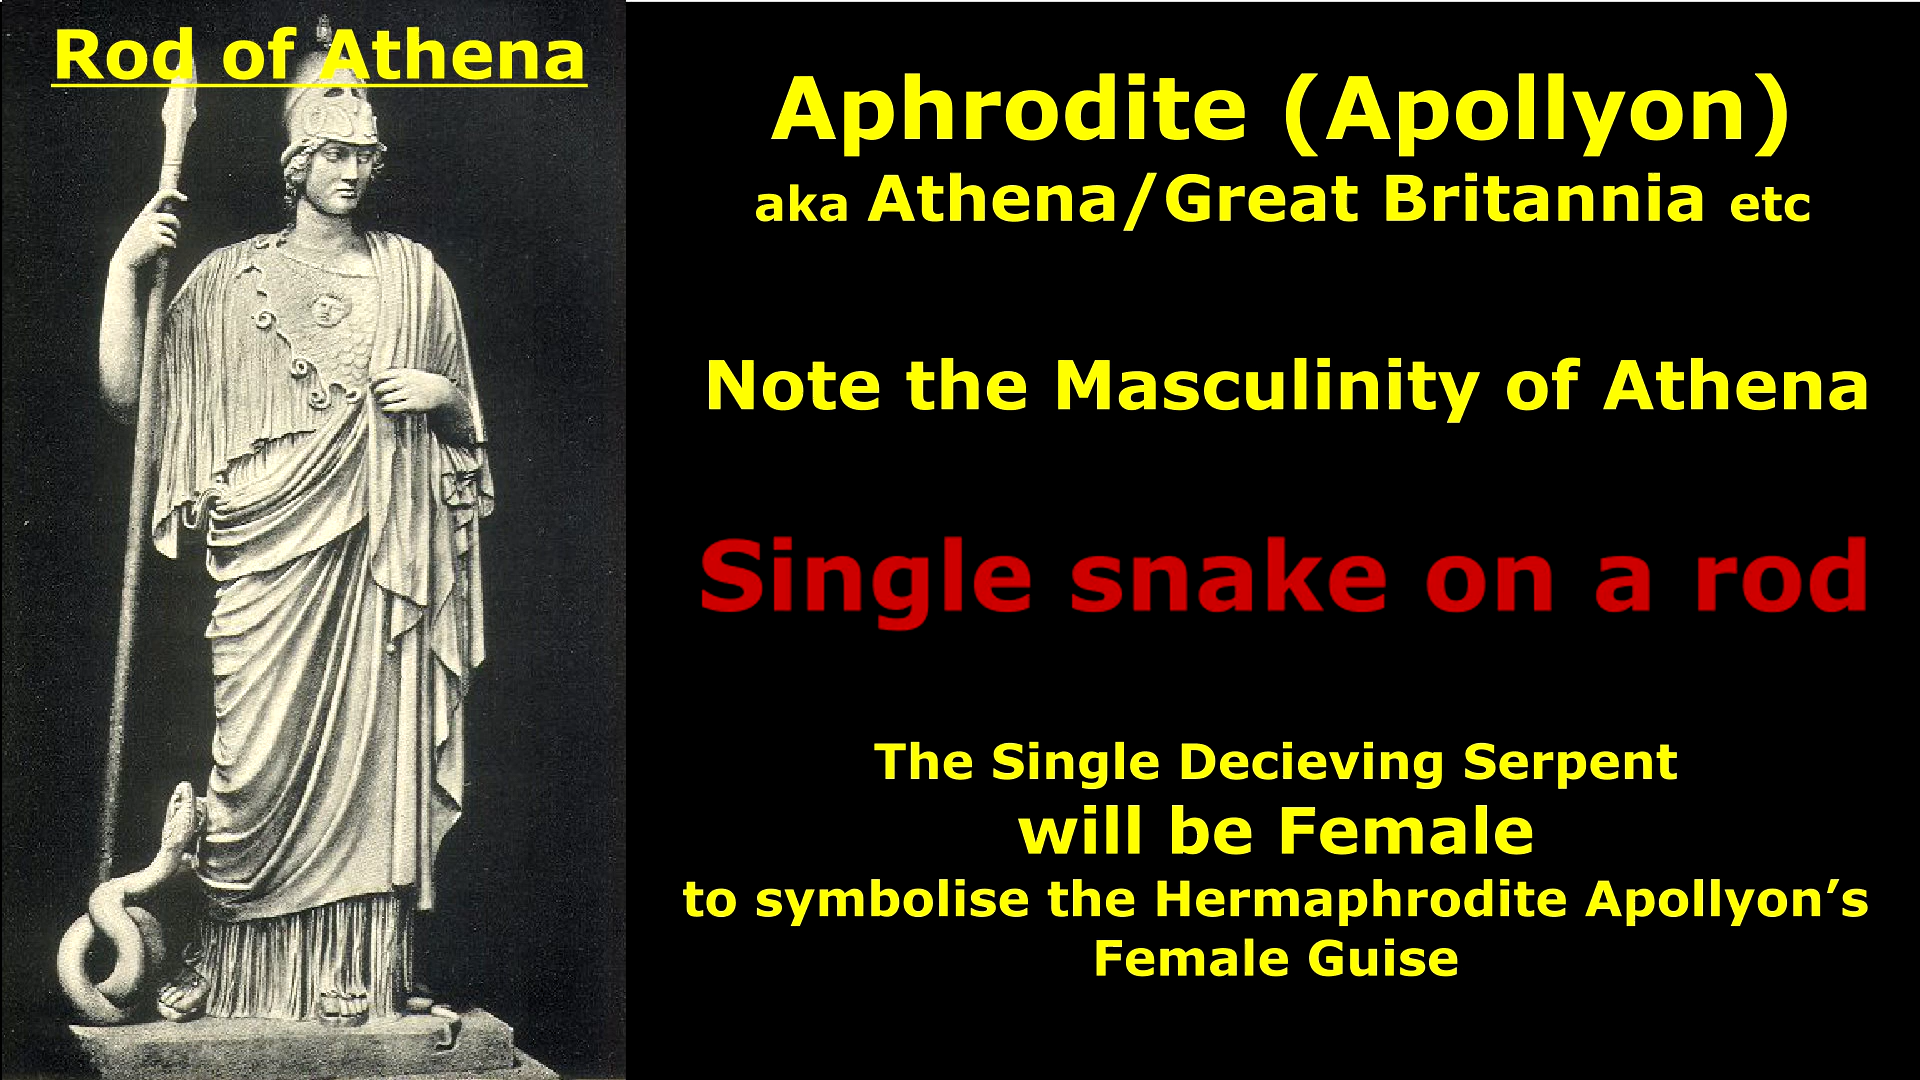 Rod of Athena
Aphrodite (Apollyon)
aka Athena/Great Britannia etc
Note the Masculinity of Athena
Single snake on a rod
The Single Decieving Serpent
will be Female
to symbolise the Hermaphrodite Apollyon’s
Female Guise